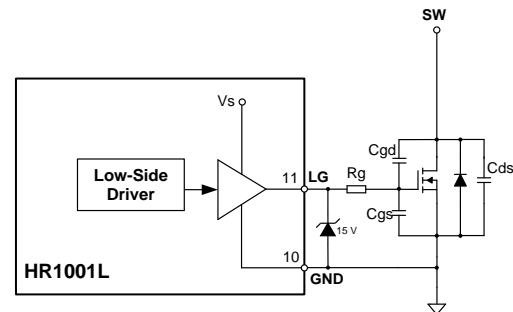 SW
Vs
Cgd
Low-Side
Driver
11
LG
Rg
Cds
Cgs
15 V
10
GND
HR1001L